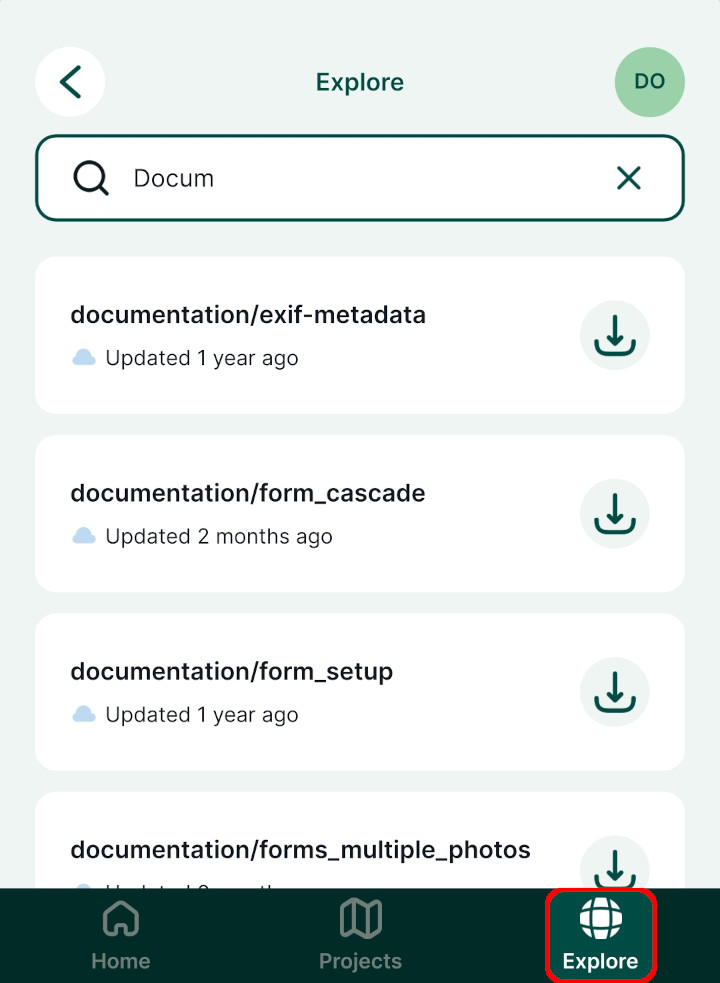 Explore
DO
Docum
documentation/exif-metadata
Updated 1 year ago
documentation/form_cascade
Updated 2 months ago
documentation/form_setup
Updated 1 year ago
documentation/forms_multiple_photos
Home
Projects
Explore